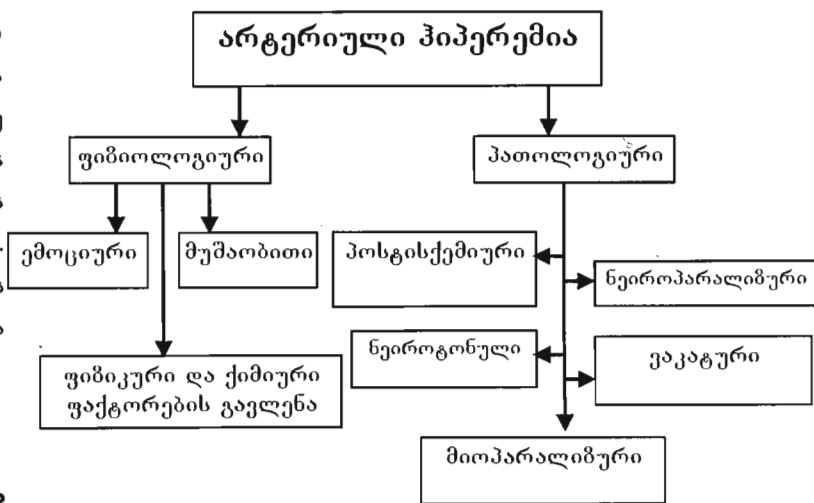 არტერიული ჰიპერემია
ფიზიოლოგიური
პათოლოგიური
ემოციური
მუშაობითი
პოსტისქემიური
ნეიროპარალიზური
ნეიროტონული
ვაკატური
ფიზიკური და ქიმიური
ფაქტორების გავლენა
მიოპარალიზური